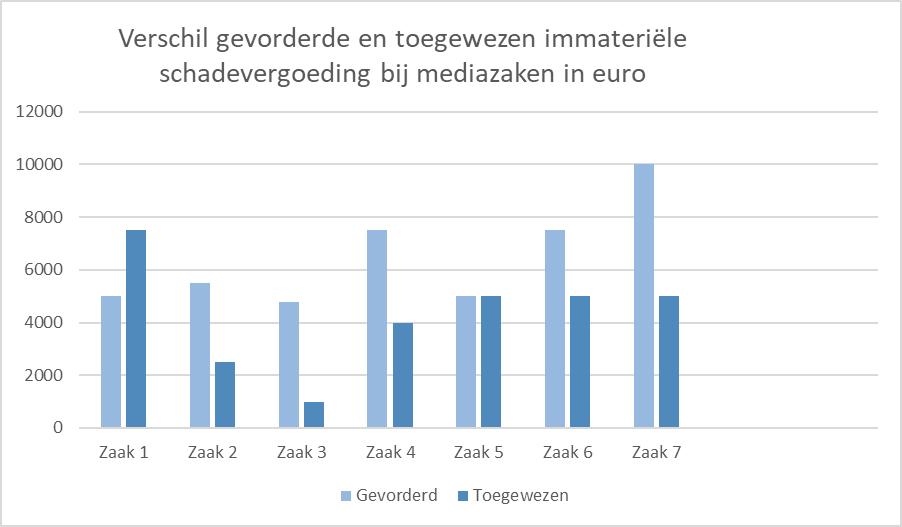 Verschil gevorderde en toegewezen immateriële
schadevergoeding bij mediazaken in euro
12000
10000
8000
6000
4000
2000
0
Zaak 1 Zaak 2 Zaak 3 Zaak 4 Zaak 5 Zaak 6 Zaak 7
Gevorderd Toegewezen